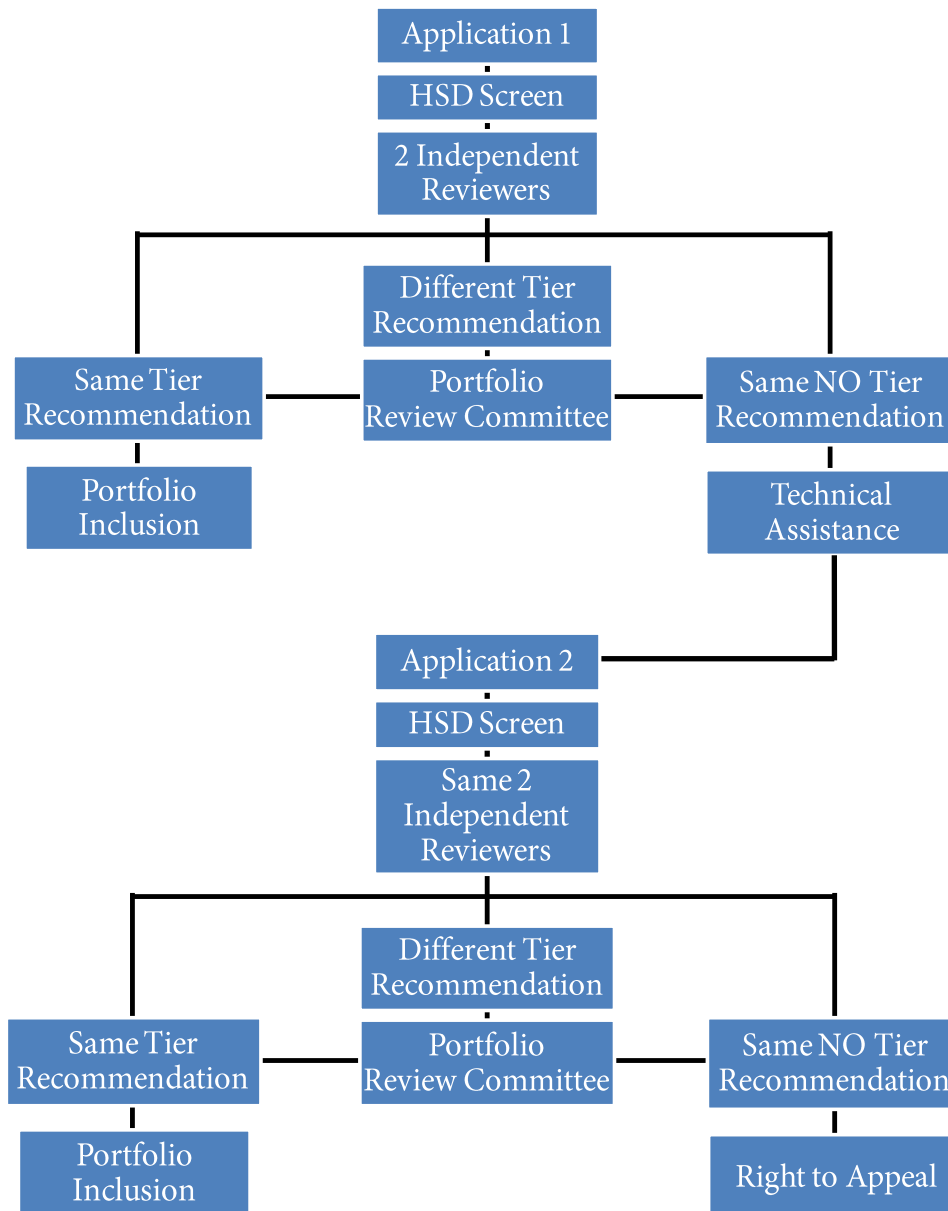 Application 1
HSD Screen
2 Independent
Reviewers
Different Tier
Recommendation
Same Tier
Recommendation
Portfolio
Review Committee
Same NO Tier
Recommendation
Portfolio
Inclusion
Technical
Assistance
Application 2
HSD Screen
Same 2
Independent
Reviewers
Different Tier
Recommendation
Same Tier
Recommendation
Portfolio
Review Committee
Same NO Tier
Recommendation
Portfolio
Inclusion
Right to Appeal